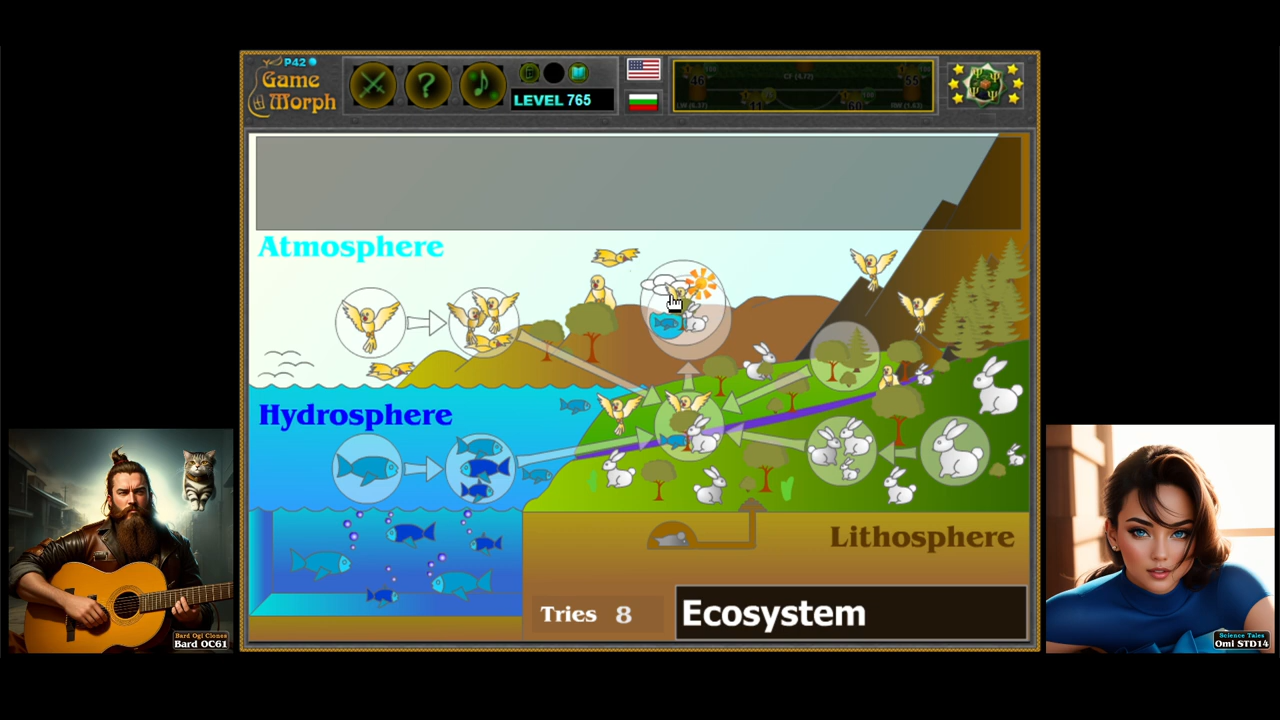 P42
Game
Morph
LEVEL 765
Atmosphere
Hydrosphere
Lithosphere
Tries 8
Ecosystem
Bard Ogi Clones
Bard OC61
Science Tales
Omi STD14